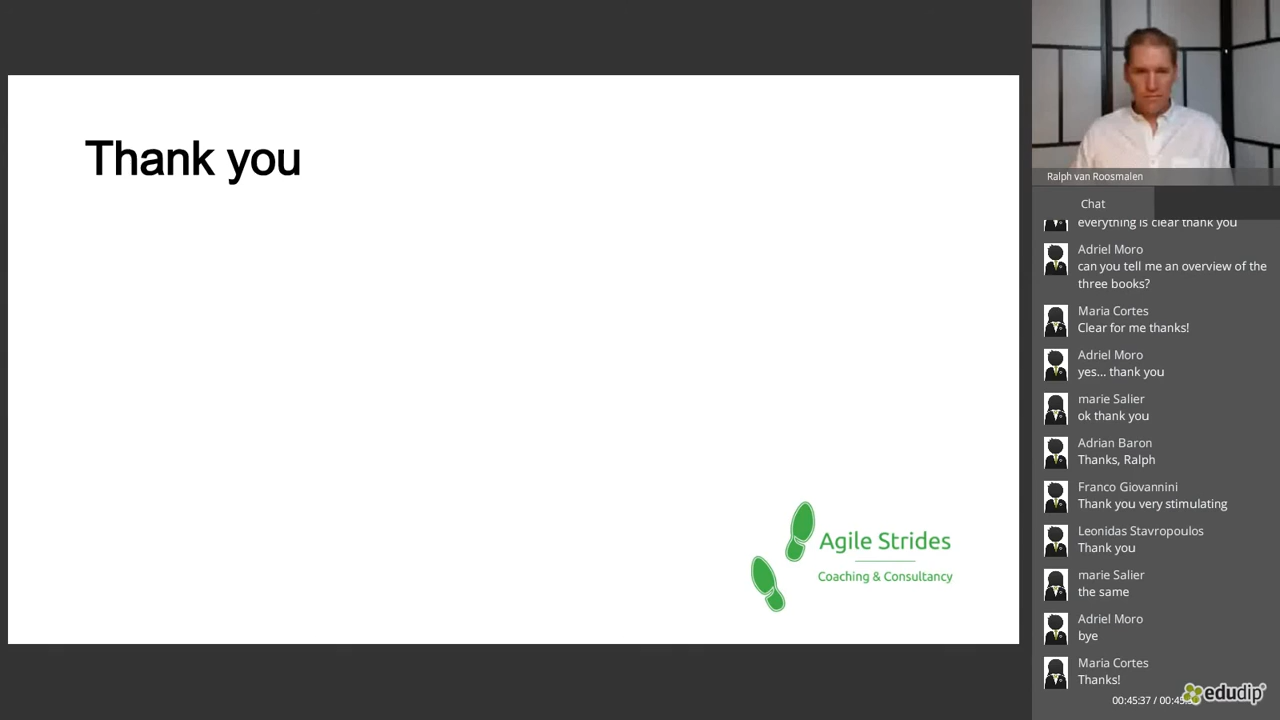 Thank you
Agile Strides
Coaching & Consultancy
Ralph van Roosmalen
Chat
everything is clear thank you
Adriel Moro
can you tell me an overview of the
three books?
Maria Cortes
Clear for me thanks!
Adriel Moro
yes... thank you
marie Salier
ok thank you
Adrian Baron
Thanks, Ralph
Franco Giovannini
Thank you very stimulating
Leonidas Stavropoulos
Thank you
marie Salier
the same
Adriel Moro
bye
Maria Cortes
Thanks!
00:45:37 / 00:45:
edudip